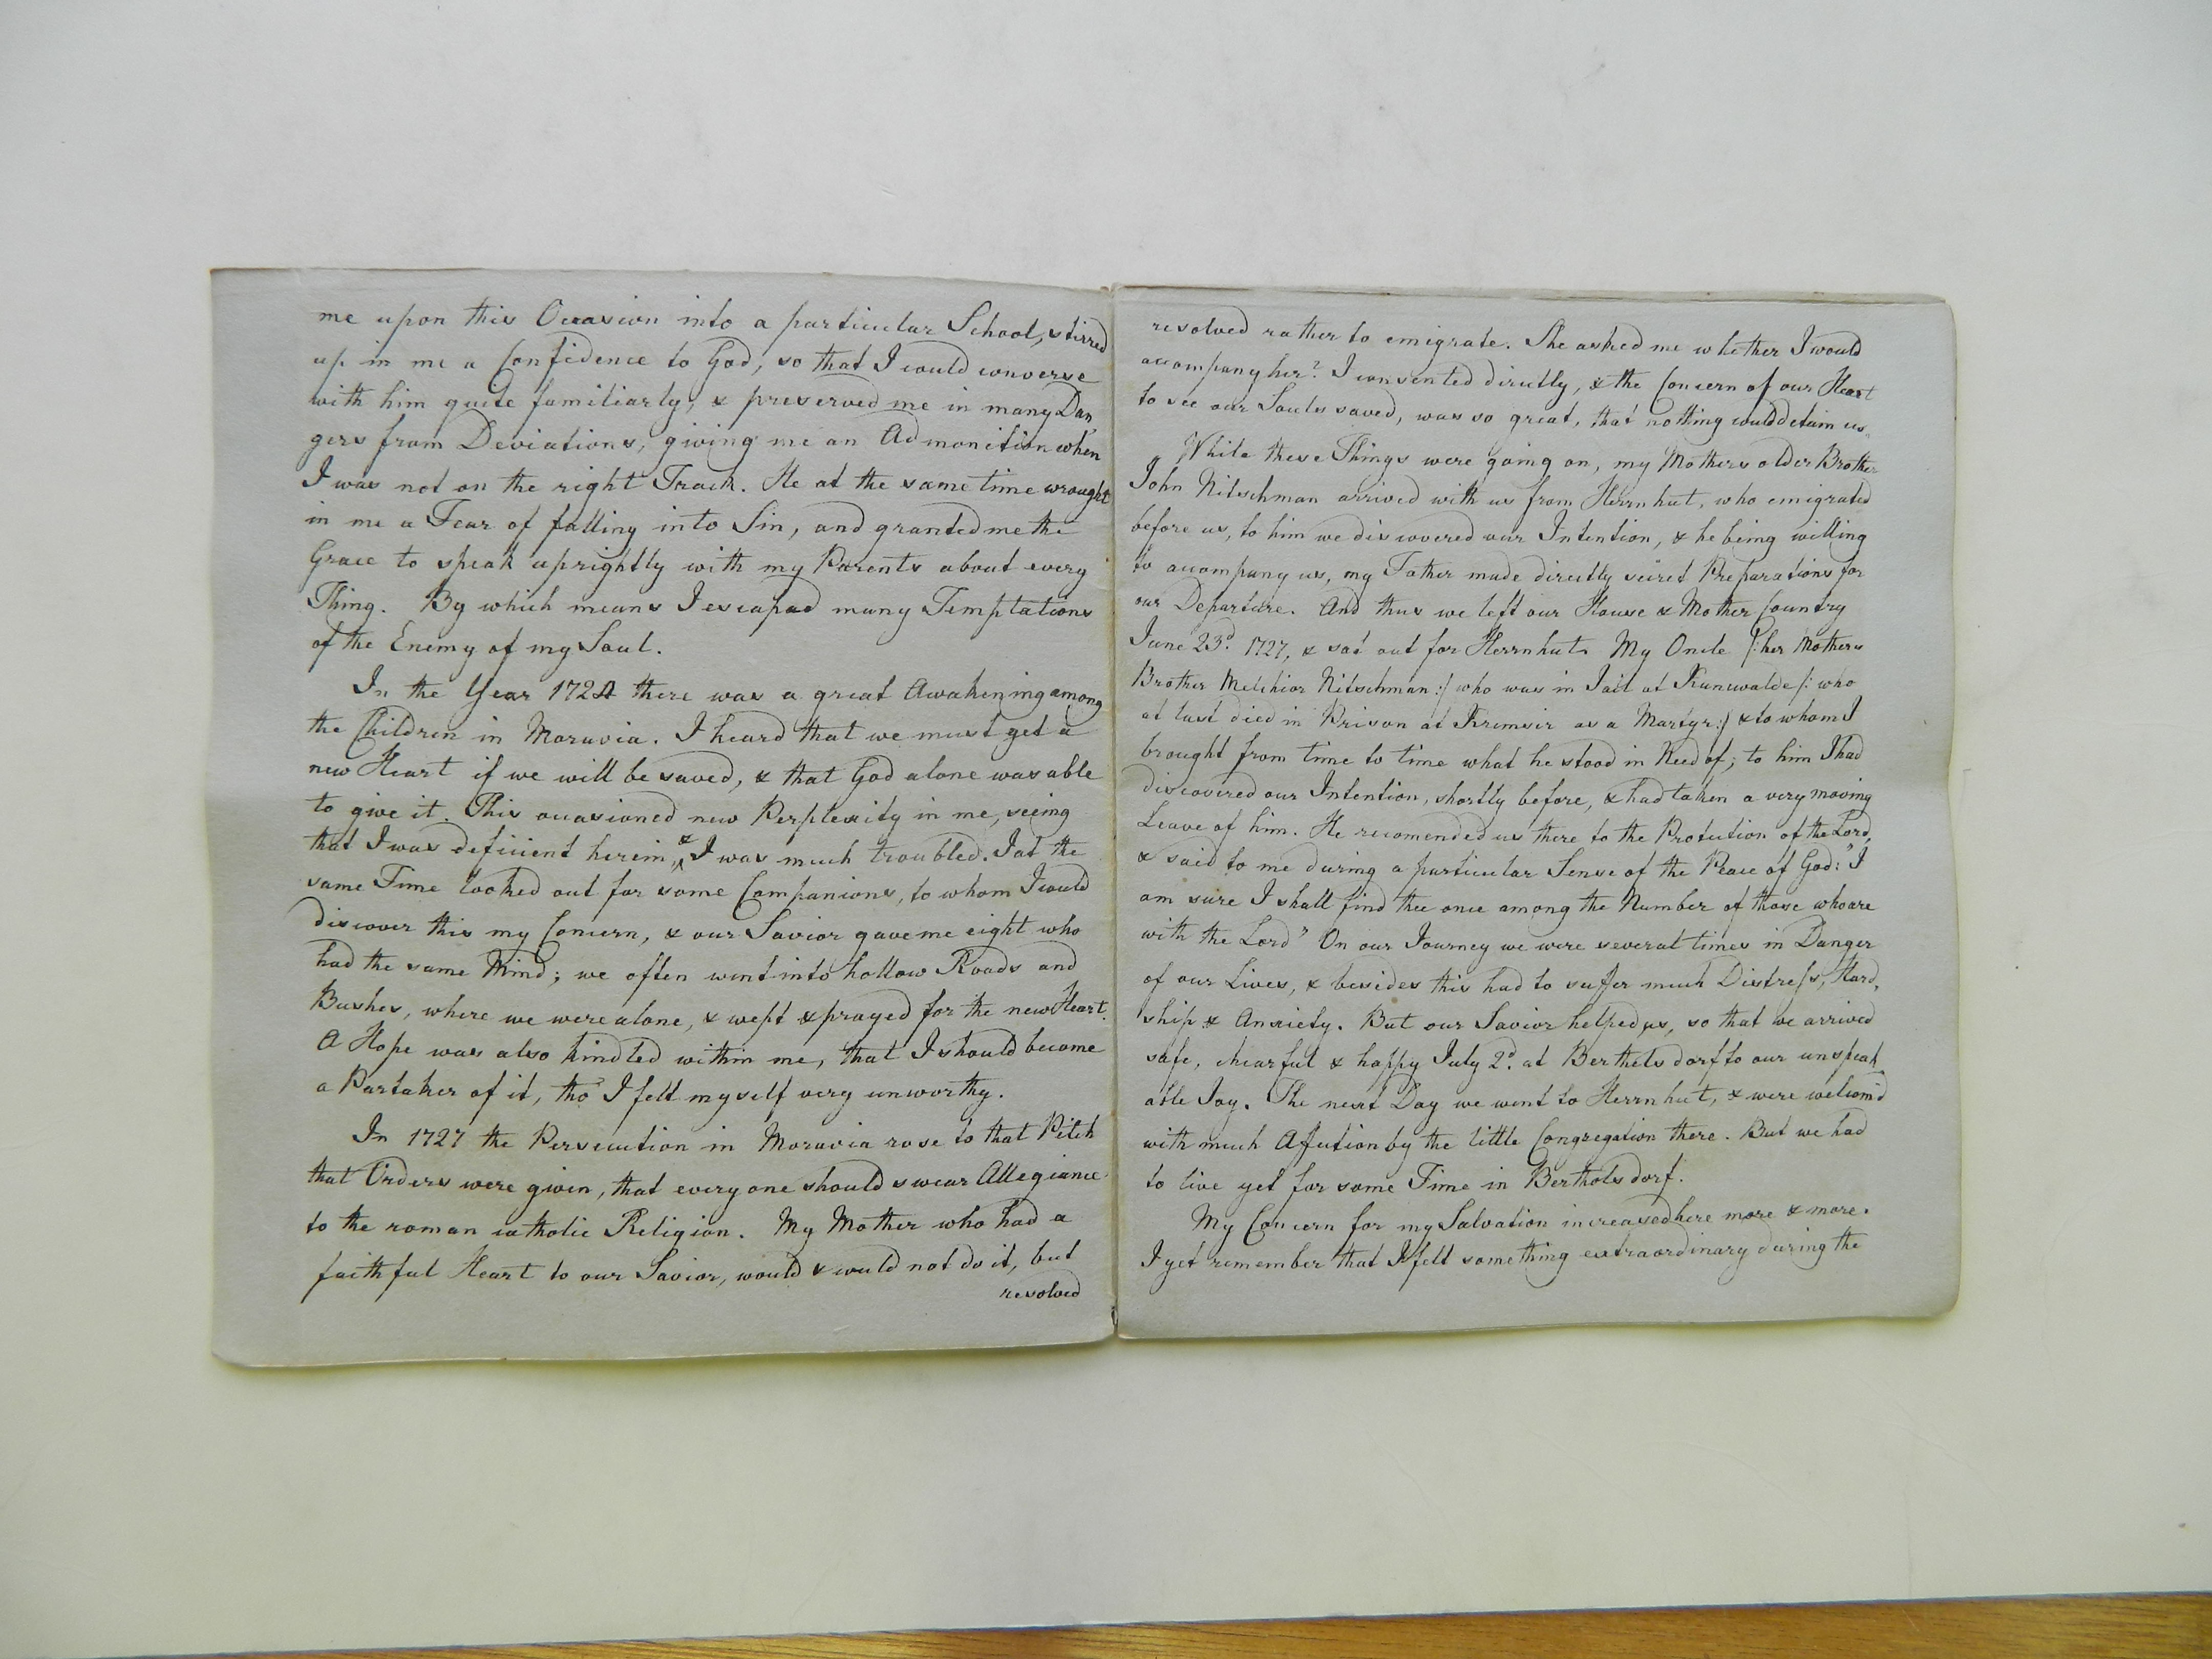 me upon this Occasion into a particular School, stirred
up in me a Confidence to God, so that I could converse
with him quite familiarly, & preserved me in many Dan„
gers from Deviations, giving me an Admonition when
I was not on the right Track. He at the same time wrought
in me a Fear of falling into Sin, and granted me the
Grace to speak uprightly with my Parents about every
Thing. By which means I escaped many Temptations
of the Enemy of my Soul.
In the Year 1724 there was a great Awakening among
the Children in Moravia. I heard that we must get a
new Heart if we will be saved, & that God alone was able
to give it. This occasioned new Perplexity in me, seeing
that I was deficient herein, & I was much troubled. I at the
same Time looked out for some Companions, to whom I could
discover this my Concern, & our Savior gave me eight who
had the same Mind; we often went into hollow Roads and
Bushes, where we were alone, & wept & prayed for the new Heart.
A Hope was also kindled within me, that I should become
a Partaker of it, tho' I felt myself very unworthy.
In 1727 the Persecution in Moravia rose to that Pitch
that Orders were given, that every one should swear Allegiance
to the roman catholic Religion. My Mother who had a
faithful Heart to our Savior, would & could not do it, but
resolved
resolved rather to emigrate. She asked me whether I would
accompany her? I consented directly, & the Concern of our Heart
to see our Souls saved, was so great, that nothing could detain us.
While these Things were going on, my Mothers older Brother
John Nitschman arrived with us from Herrnhut, who emigrated
before us, to him we discovered our Intention, & he being willing
to accompany us, my Father made directly secret Preparations for
our Departure. And thus we left our House & Mother Country
June 23d 1727, & sat out for Herrnhut. My Oncle /: her Mothers
Brother Melchior Nitschman :/ who was in Jail at Kunewalde /: who
at last died in Prison at Kremsir as a Martyr :/ & to whom I
brought from time to time what he stood in Need of; to him I had
discovered our Intention, shortly before, & had taken a very moving
Leave of him. He recomended us there to the Protection of the Lord,
& said to me during a particular Sense of the Peace of God: "I
am sure I shall find thee once among the Number of those who are
with the Lord" On our Journey we were several times in Danger
of our Lives, & besides this had to suffer much Distress, Hard„
ship & Anxiety. But our Savior helped us, so that we arrived
safe, chearful & happy July 2d. at Berthelsdorf to our unspeak„
able Joy. The next Day we went to Herrnhut, & were welcom'd
with much Affection by the little Congregation there. But we had
to live yet for some Time in Bertholsdorf.
My Concern for my Salvation increased here more & more.
I yet remember that I felt something extraordinary during the